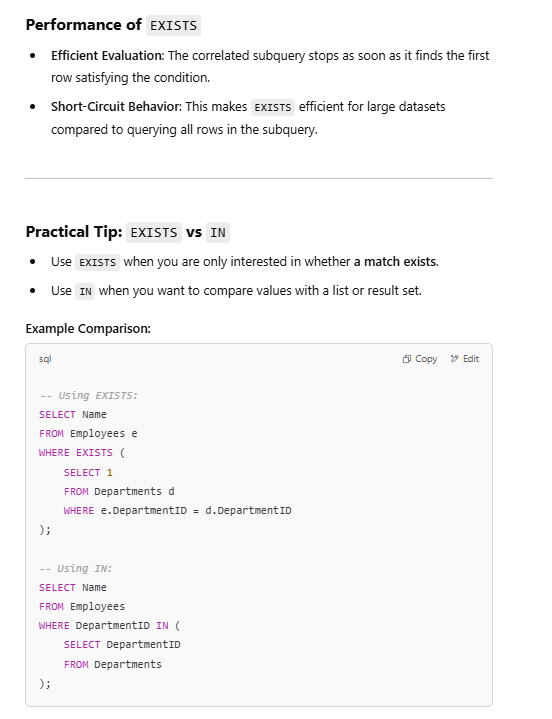 Performance of EXISTS
• Efficient Evaluation: The correlated subquery stops as soon as it finds the first
row satisfying the condition.
• Short-Circuit Behavior: This makes EXISTS efficient for large datasets
compared to querying all rows in the subquery.
Practical Tip: EXISTS vs IN
• Use EXISTS when you are only interested in whether a match exists.
• Use IN when you want to compare values with a list or result set.
Example Comparison:
sql Copy Edit
-- Using EXISTS:
SELECT Name
FROM Employees e
WHERE EXISTS (
    SELECT 1
    FROM Departments d
    WHERE e.DepartmentID = d.DepartmentID
);
-- Using IN:
SELECT Name
FROM Employees
WHERE DepartmentID IN (
    SELECT DepartmentID
    FROM Departments
);